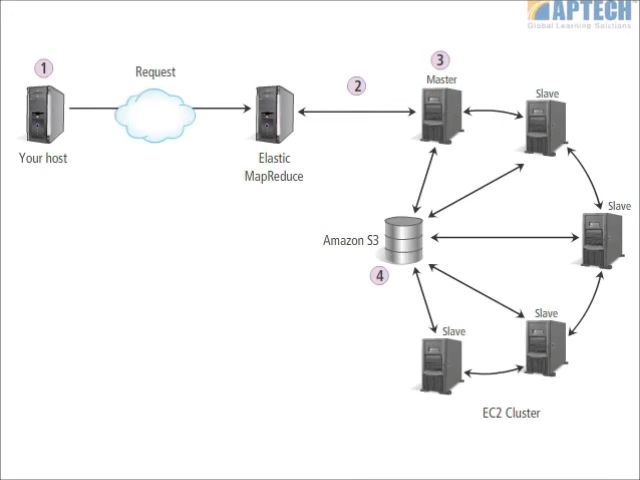 APTECH
Global Learning Solutions
1
Request
2
3
Master
Slave
Your host
Elastic
MapReduce
Slave
Amazon S3
4
Slave
Slave
EC2 Cluster